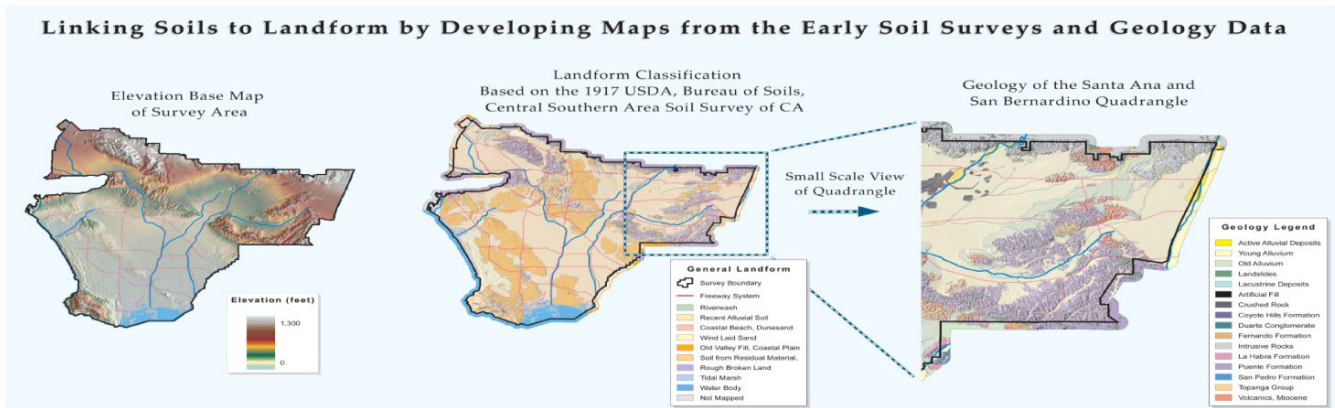 Linking Soils to Landform by Developing Maps from the Early Soil Surveys and Geology Data
Elevation Base Map
of Survey Area
Elevation (feet)
1,300
0
Landform Classification
Based on the 1917 USDA, Bureau of Soils,
Central Southern Area Soil Survey of CA
General Landform
Survey Boundary
Freeway System
Riverwash
Recent Alluvial Soil
Coastal Beach, Dunesand
Wind Laid Sand
Old Valley Fill, Coastal Plain
Soil from Residual Material,
Rough Broken Land
Tidal Marsh
Water Body
Not Mapped
Small Scale View
of Quadrangle
Geology of the Santa Ana and
San Bernardino Quadrangle
Geology Legend
Active Alluvial Deposits
Young Alluvium
Old Alluvium
Landslides
Lacustrine Deposits
Artificial Fill
Crushed Rock
Coyote Hills Formation
Duarte Conglomerate
Fernando Formation
Intrusive Rocks
La Habra Formation
Puente Formation
San Pedro Formation
Topanga Group
Volcanics, Miocene